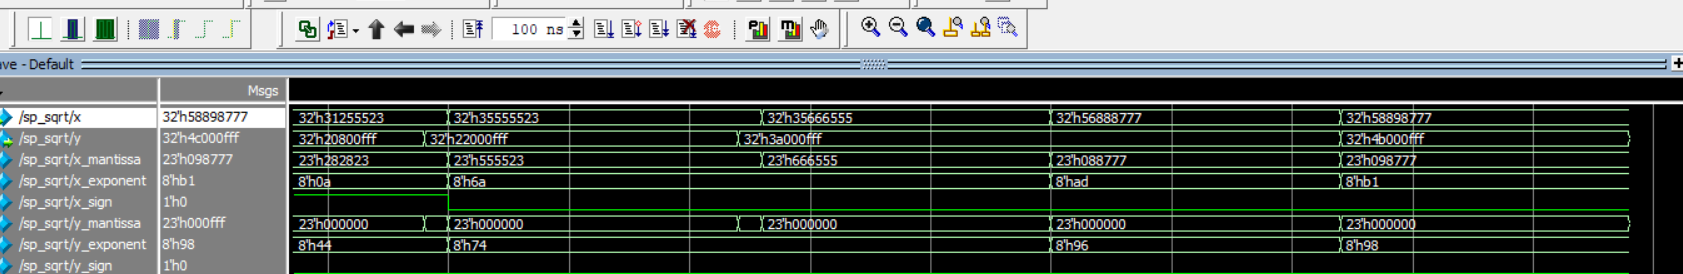 100 ns
ave - Default
Msgs
/sp_sqrt/x 32'h58898777 32'h31255523 32'h35555523 32'h35666555 32'h56888777 32'h58898777
/sp_sqrt/y 32'h4c000fff 32'h20800fff 32'h22000fff 32'h3a000fff 32'h4b000fff
/sp_sqrt/x_mantissa 23'h098777 23'h282823 23'h555523 23'h666555 23'h088777 23'h098777
/sp_sqrt/x_exponent 8'hb1 8'h0a 8'h6a 8'had 8'hb1
/sp_sqrt/x_sign 1'h0
/sp_sqrt/y_mantissa 23'h000fff 23'h000000 23'h000000 23'h000000 23'h000000 23'h000000
/sp_sqrt/y_exponent 8'h98 8'h44 8'h74 8'h96 8'h98
/sp_sqrt/y_sign 1'h0